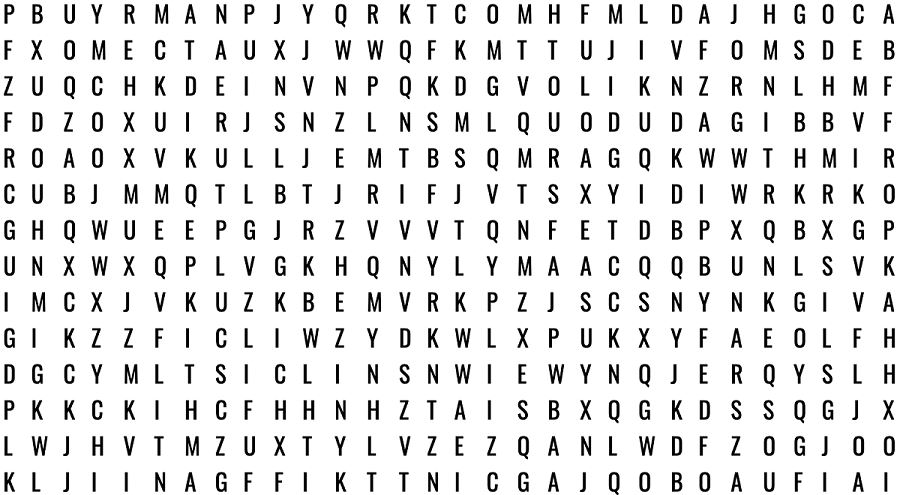 P B U Y R M A N P J Y Q R K T C O M H F M L D A J H G O C A
F X O M E C T A U X J W W Q F K M T T U J I V F O M S D E B
Z U Q C H K D E I N V N P Q K D G V O L I K N Z R N L H M F
F D Z O X U I R J S N Z L N S M L Q U O D U D A G I B B V F
R O A O X V K U L L J E M T B S Q M R A G Q K W W T H M I R
C U B J M M Q T L B T J R I F J V T S X Y I D I W R K R K O
G H Q W U E E P G J R Z V V V T Q N F E T D B P X Q B X G P
U N X W X Q P L V G K H Q N Y L Y M A A C Q Q B U N L S V K
I M C X J V K U Z K B E M V R K P Z J S C S N Y N K G I V A
G I K Z Z F I C L I W Z Y D K W L X P U K X Y F A E O L F H
D G C Y M L T S I C L I N S N W I E W Y N Q J E R Q Y S L H
P K K C K I H C F H H N H Z T A I S B X Q G K D S S Q G J X
L W J H V T M Z U X T Y L V Z E Z Q A N L W D F Z O G J O O
K L J I I N A G F F I K T T N I C G A J Q O B O A U F I A I